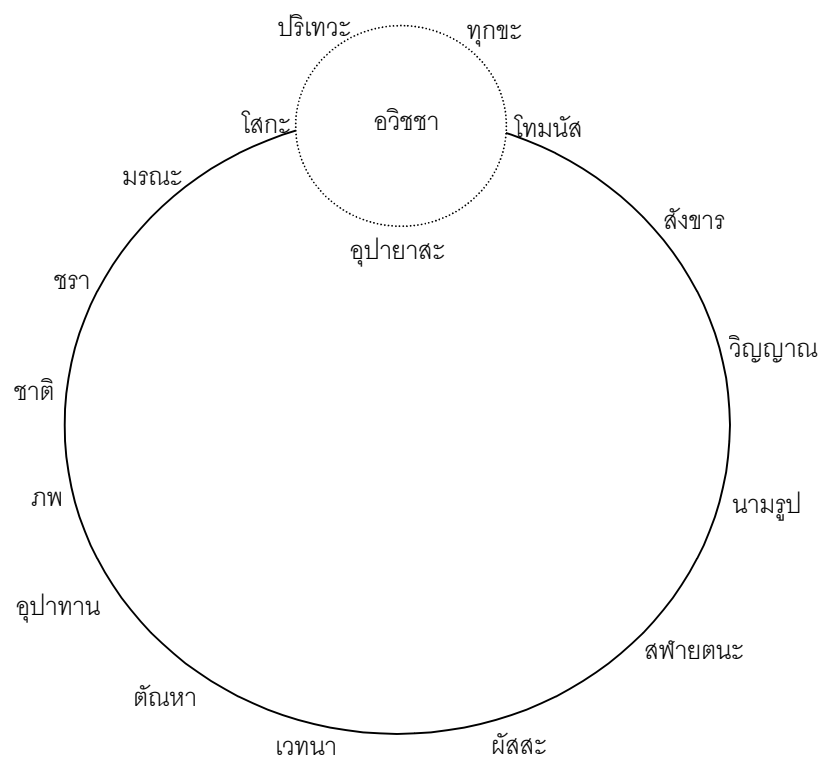 ปริเทวะ
ทุกขะ
โสกะ
อวิชชา
โทมนัส
มรณะ
สังขาร
อุปายาสะ
ชรา
วิญญาณ
ชาติ
ภพ
นามรูป
อุปาทาน
สฬายตนะ
ตัณหา
เวทนา
ผัสสะ